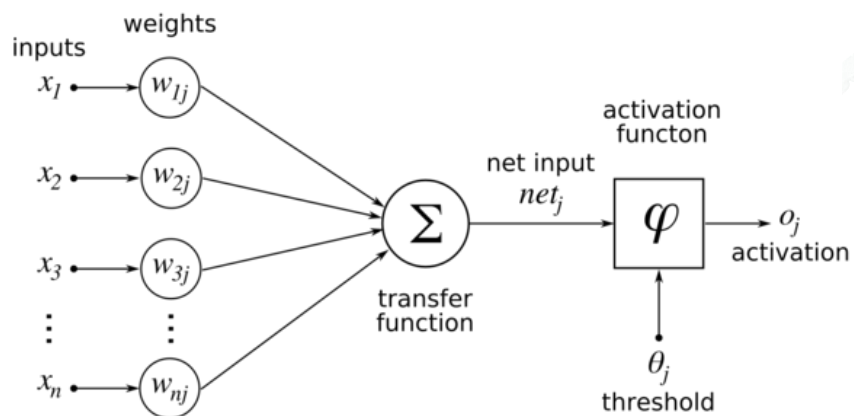 weights
inputs
x₁
w₁ⱼ
activation
functon
x₂
w₂ⱼ
net input
netⱼ
Σ
φ
oⱼ
activation
x₃
w₃ⱼ
transfer
function
⋮ ⋮
xₙ
wₙⱼ
θⱼ
threshold